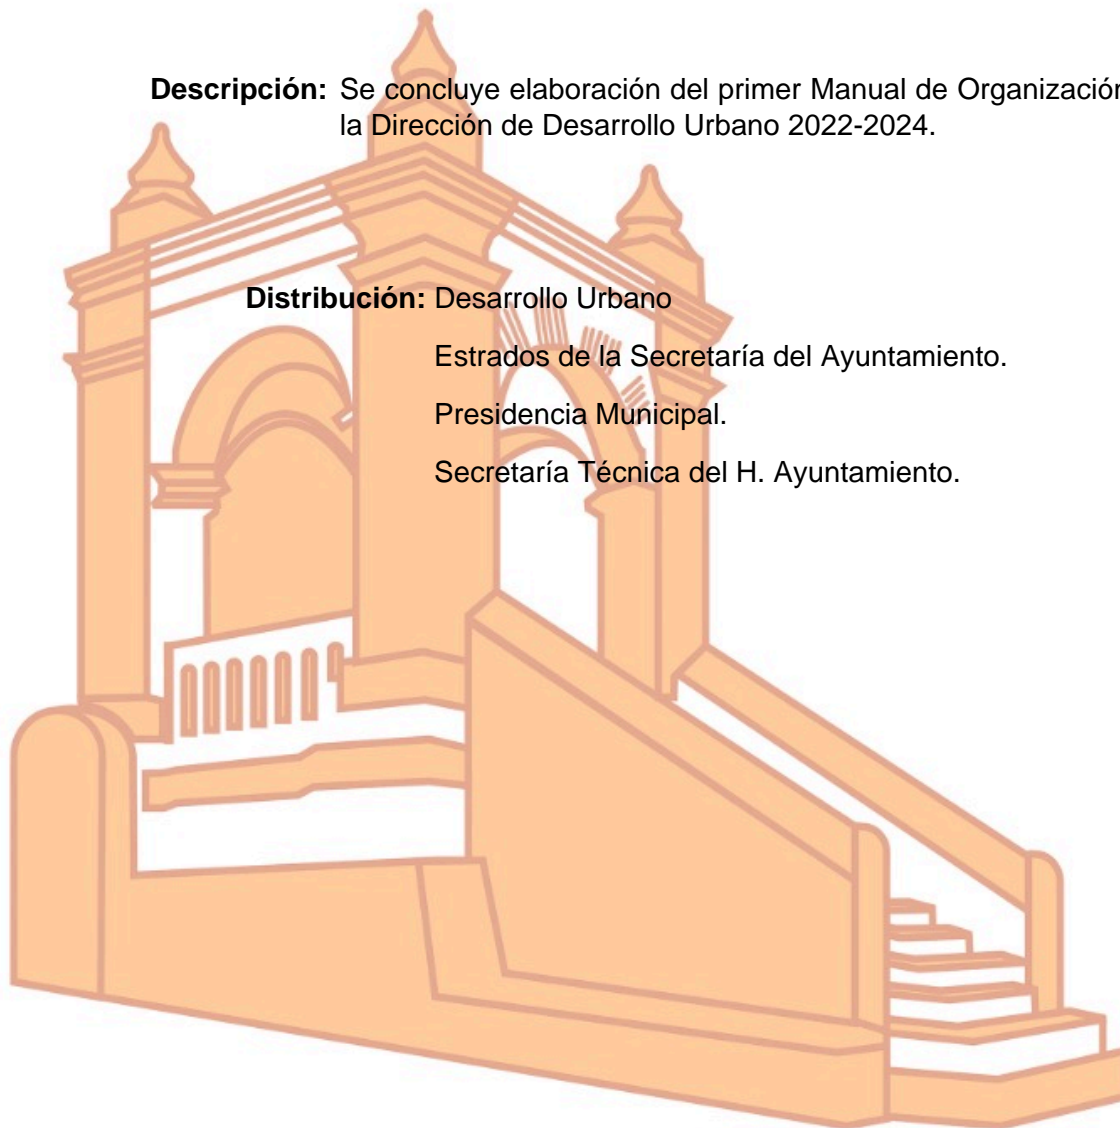 Descripción: Se concluye elaboración del primer Manual de Organización
la Dirección de Desarrollo Urbano 2022-2024.
Distribución: Desarrollo Urbano
Estrados de la Secretaría del Ayuntamiento.
Presidencia Municipal.
Secretaría Técnica del H. Ayuntamiento.